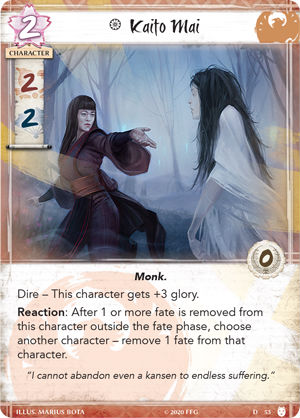 2
Kaito Mai
CHARACTER
2
2
0
Monk.
Dire – This character gets +3 glory.
Reaction: After 1 or more fate is removed from
this character outside the fate phase, choose
another character – remove 1 fate from that
character.
“I cannot abandon even a kansen to endless suffering.”
ILLUS. MARIUS BOTA
© 2020 FFG
D 53